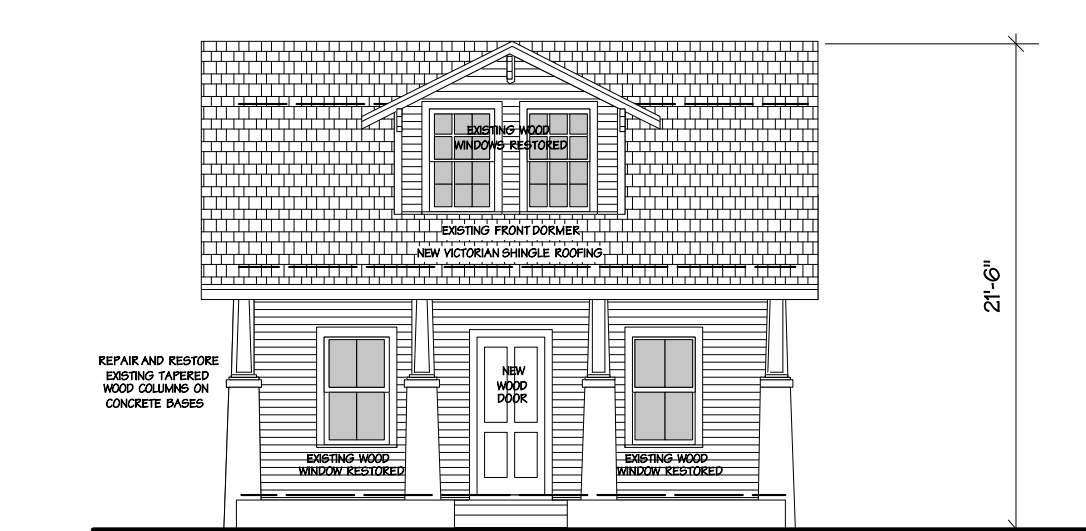 EXISTING WOOD
WINDOWS RESTORED
EXISTING FRONT DORMER
NEW VICTORIAN SHINGLE ROOFING
21'-6"
REPAIR AND RESTORE
EXISTING TAPERED
WOOD COLUMNS ON
CONCRETE BASES
NEW
WOOD
DOOR
EXISTING WOOD
WINDOW RESTORED
EXISTING WOOD
WINDOW RESTORED